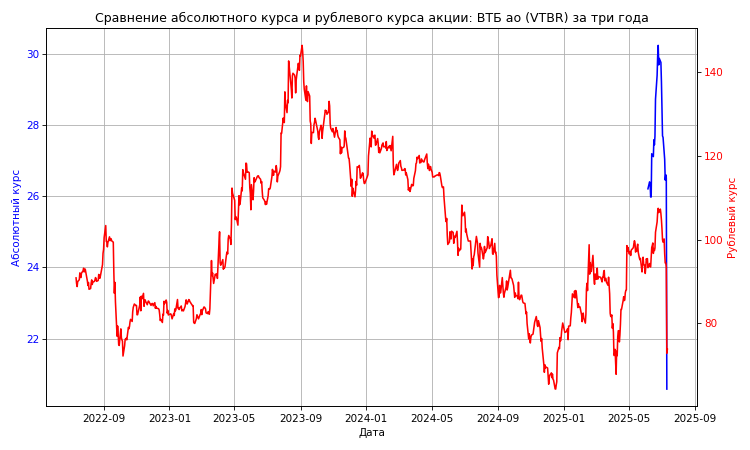 Сравнение абсолютного курса и рублевого курса акции: ВТБ ао (VTBR) за три года
30
28
26
24
22
Абсолютный курс
140
120
100
80
Рублевый курс
2022-09 2023-01 2023-05 2023-09 2024-01 2024-05 2024-09 2025-01 2025-05 2025-09
Дата